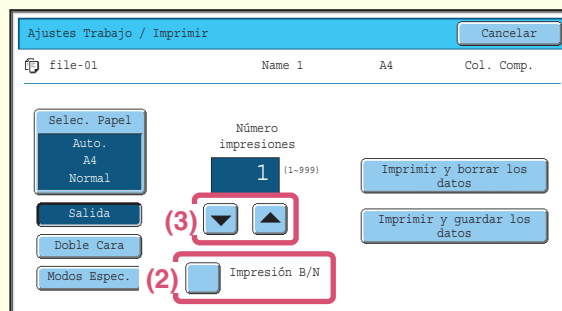 Ajustes Trabajo / Imprimir
Cancelar
file-01 Name 1 A4 Col. Comp.
Selec. Papel
Auto.
A4
Normal
Número
impresiones
1 (1~999)
Imprimir y borrar los
datos
Salida
(3)
Imprimir y guardar los
datos
Doble Cara
Modos Espec.
(2)
Impresión B/N